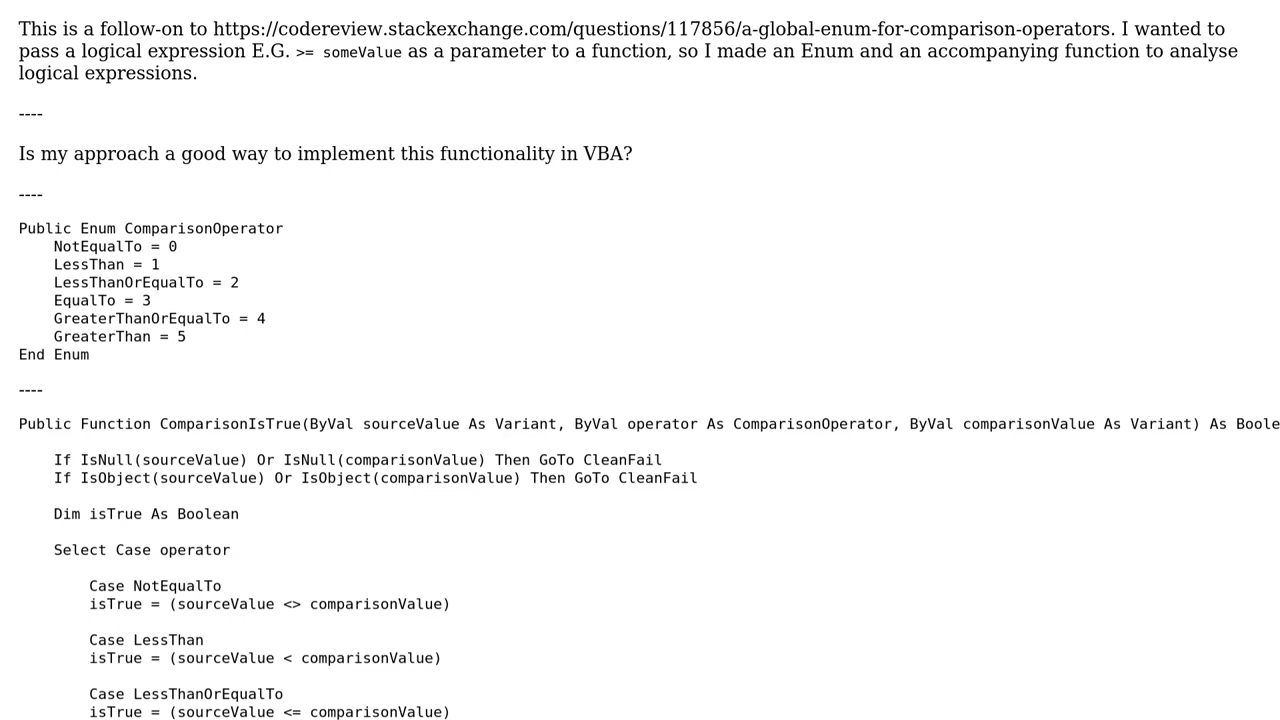 This is a follow-on to https://codereview.stackexchange.com/questions/117856/a-global-enum-for-comparison-operators. I wanted to
pass a logical expression E.G. >= someValue as a parameter to a function, so I made an Enum and an accompanying function to analyse
logical expressions.
----
Is my approach a good way to implement this functionality in VBA?
----
Public Enum ComparisonOperator
    NotEqualTo = 0
    LessThan = 1
    LessThanOrEqualTo = 2
    EqualTo = 3
    GreaterThanOrEqualTo = 4
    GreaterThan = 5
End Enum
----
Public Function ComparisonIsTrue(ByVal sourceValue As Variant, ByVal operator As ComparisonOperator, ByVal comparisonValue As Variant) As Boole
    If IsNull(sourceValue) Or IsNull(comparisonValue) Then GoTo CleanFail
    If IsObject(sourceValue) Or IsObject(comparisonValue) Then GoTo CleanFail
    Dim isTrue As Boolean
    Select Case operator
        Case NotEqualTo
        isTrue = (sourceValue <> comparisonValue)
        Case LessThan
        isTrue = (sourceValue < comparisonValue)
        Case LessThanOrEqualTo
        isTrue = (sourceValue <= comparisonValue)